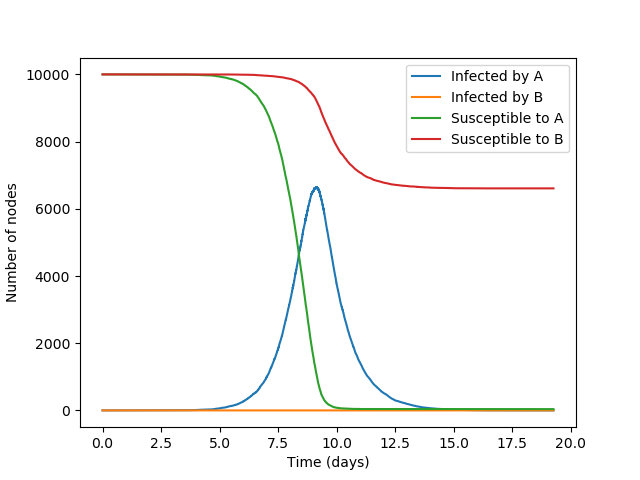 10000
8000
6000
4000
2000
0
Number of nodes
Infected by A
Infected by B
Susceptible to A
Susceptible to B
0.0 2.5 5.0 7.5 10.0 12.5 15.0 17.5 20.0
Time (days)